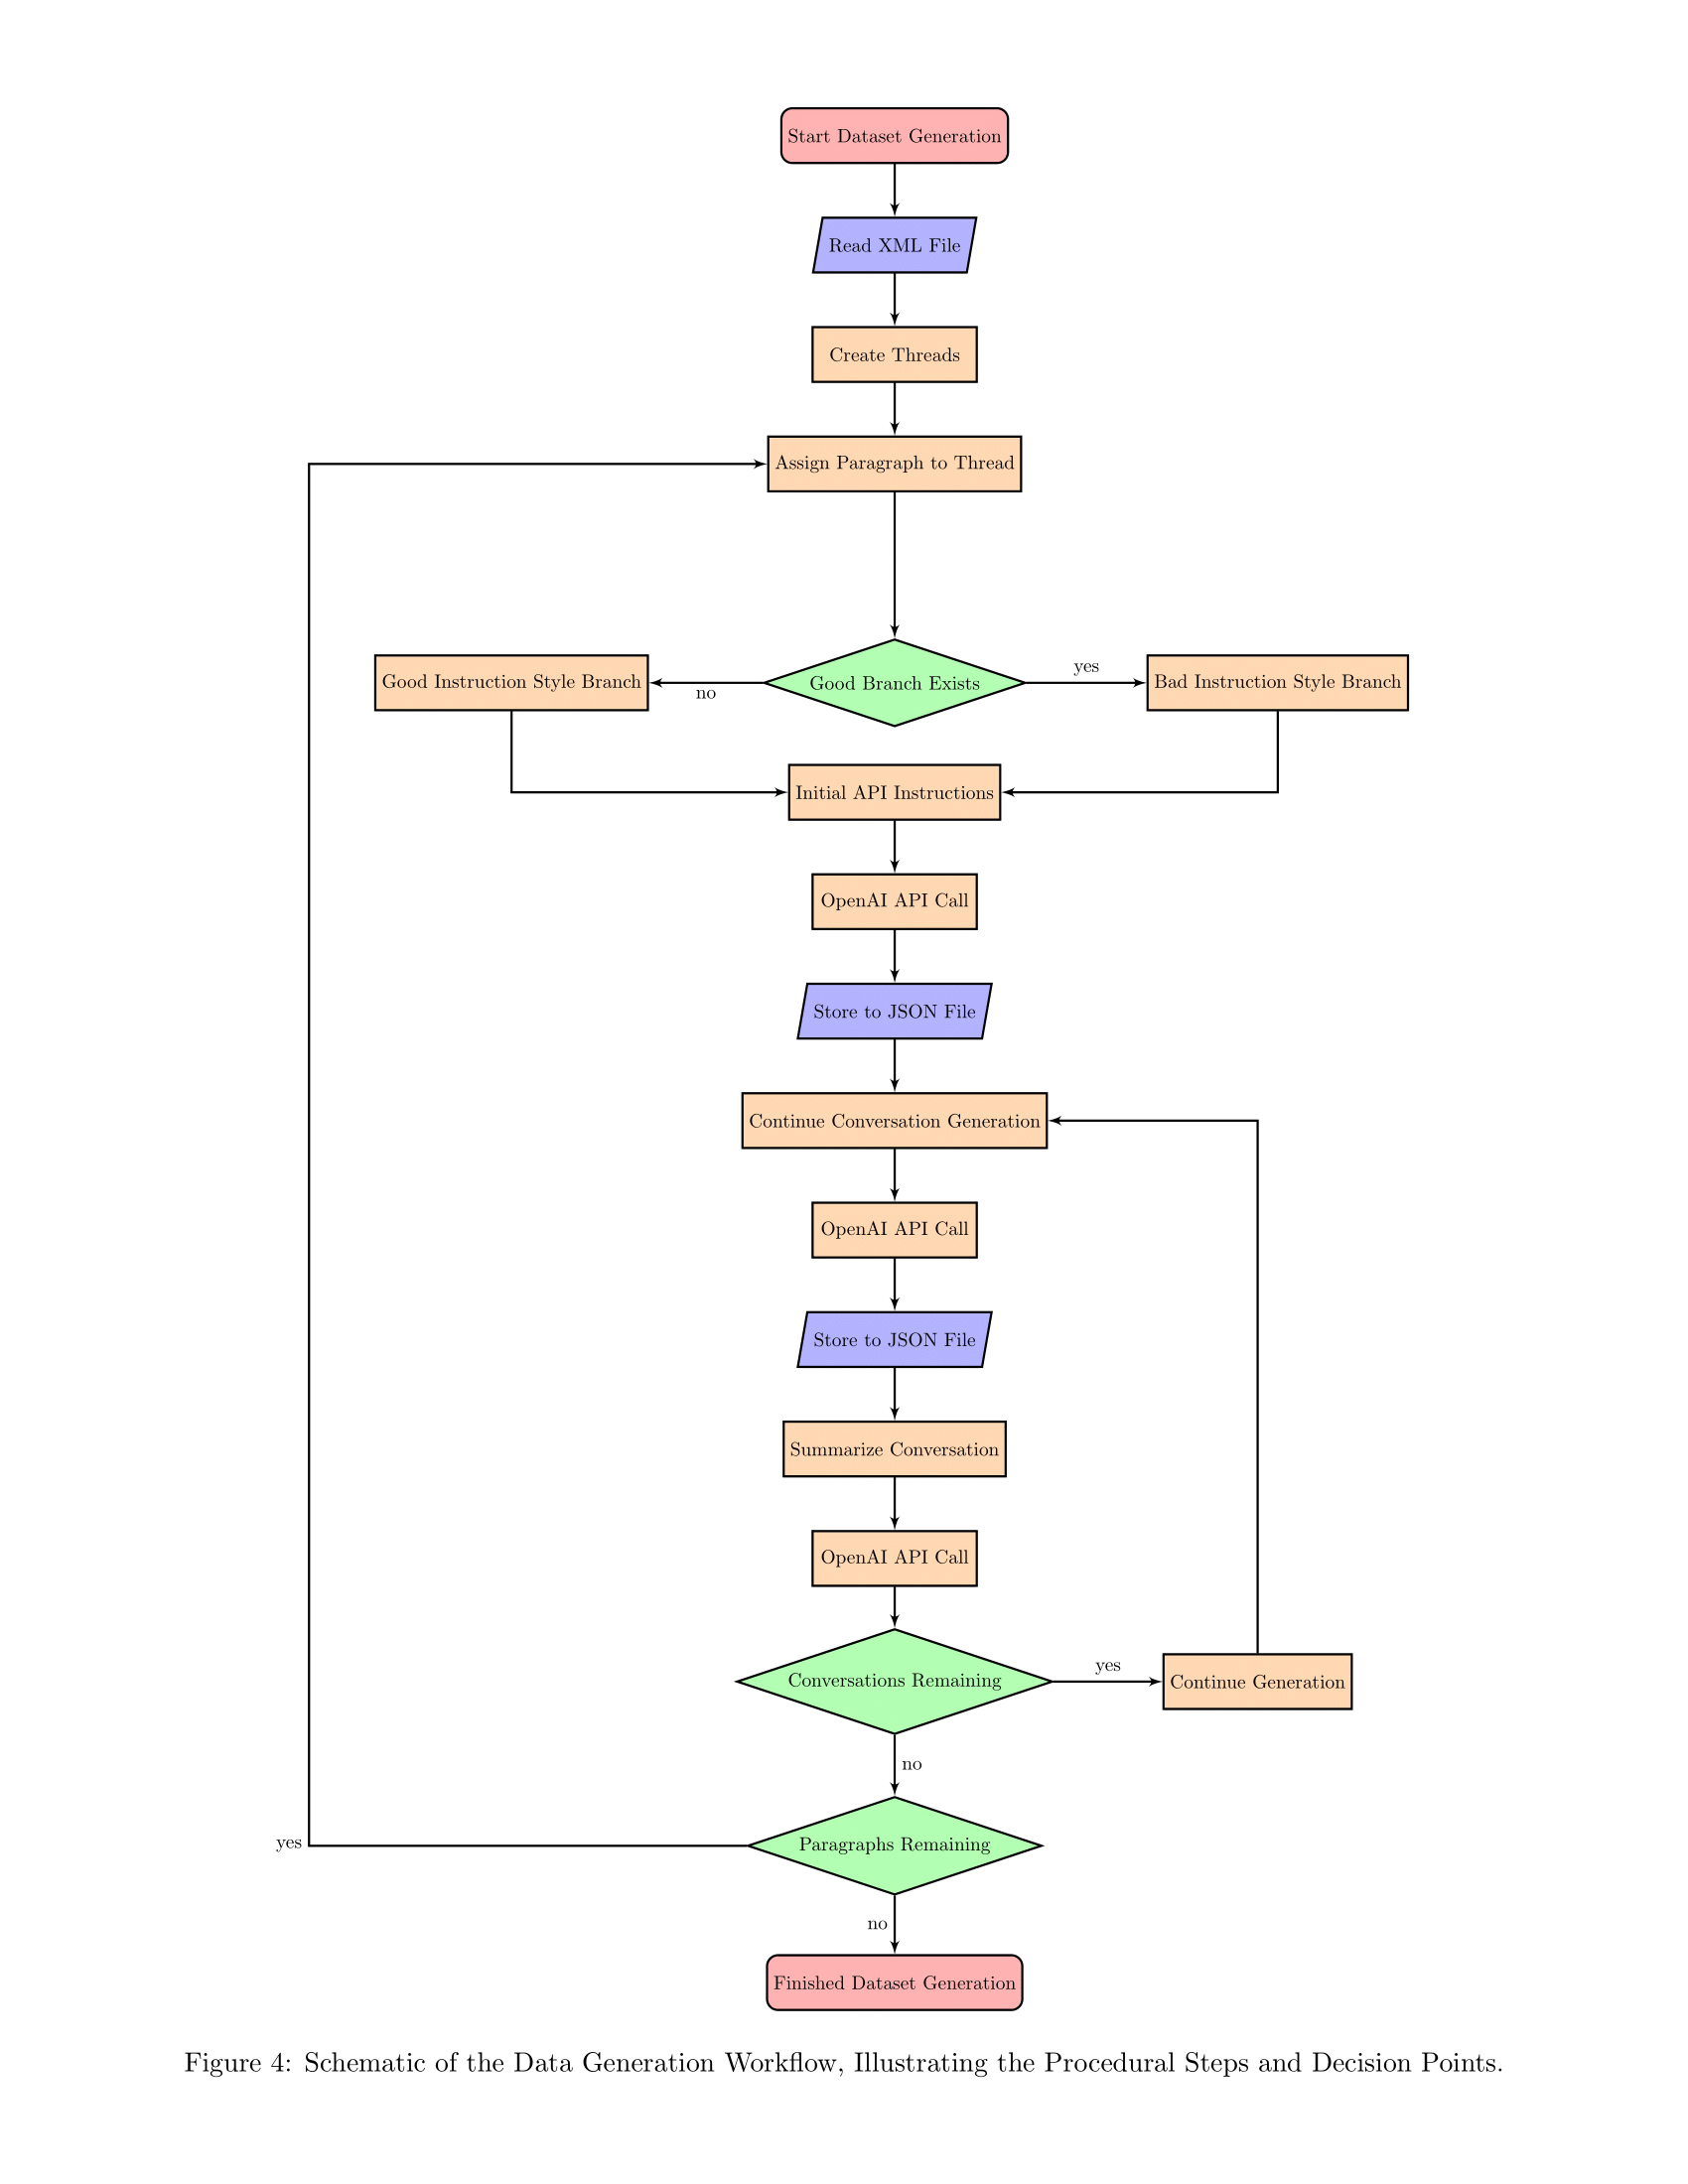 Start Dataset Generation
Read XML File
Create Threads
Assign Paragraph to Thread
Good Instruction Style Branch
no
Good Branch Exists
yes
Bad Instruction Style Branch
Initial API Instructions
OpenAI API Call
Store to JSON File
Continue Conversation Generation
OpenAI API Call
Store to JSON File
Summarize Conversation
OpenAI API Call
Conversations Remaining
yes
Continue Generation
no
yes
Paragraphs Remaining
no
Finished Dataset Generation
Figure 4: Schematic of the Data Generation Workflow, Illustrating the Procedural Steps and Decision Points.